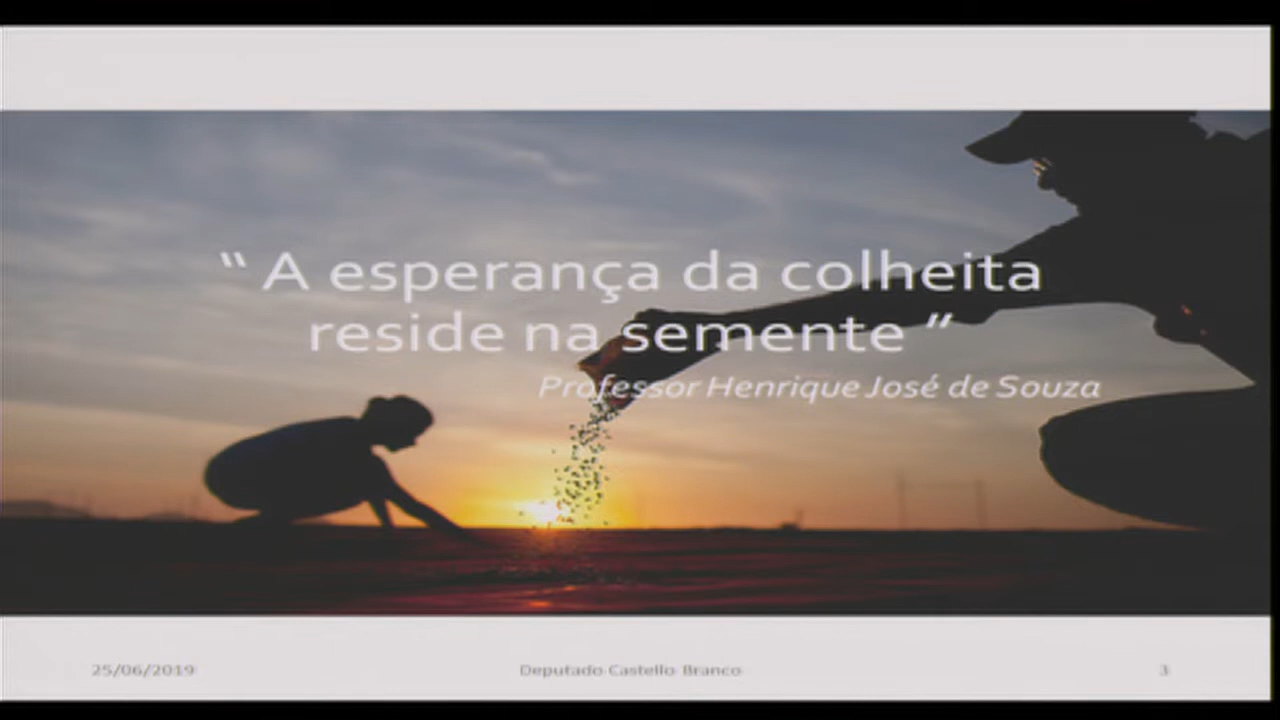 “ A esperança da colheita
reside na semente ”
Professor Henrique José de Souza
25/06/2019
Deputado Castello Branco
3